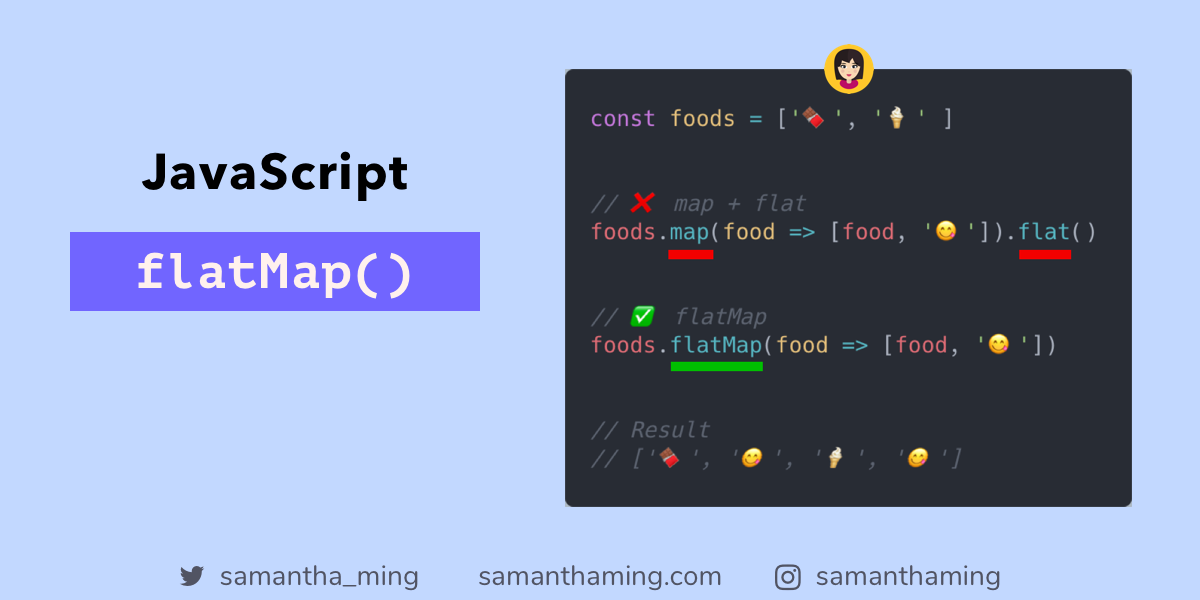 JavaScript
flatMap()
const foods = ['🍫', '🍦' ]
// ❌ map + flat
foods.map(food => [food, '😋']).flat()
// ✅ flatMap
foods.flatMap(food => [food, '😋'])
// Result
// ['🍫', '😋', '🍦', '😋']
samantha_ming
samanthaming.com
samanthaming